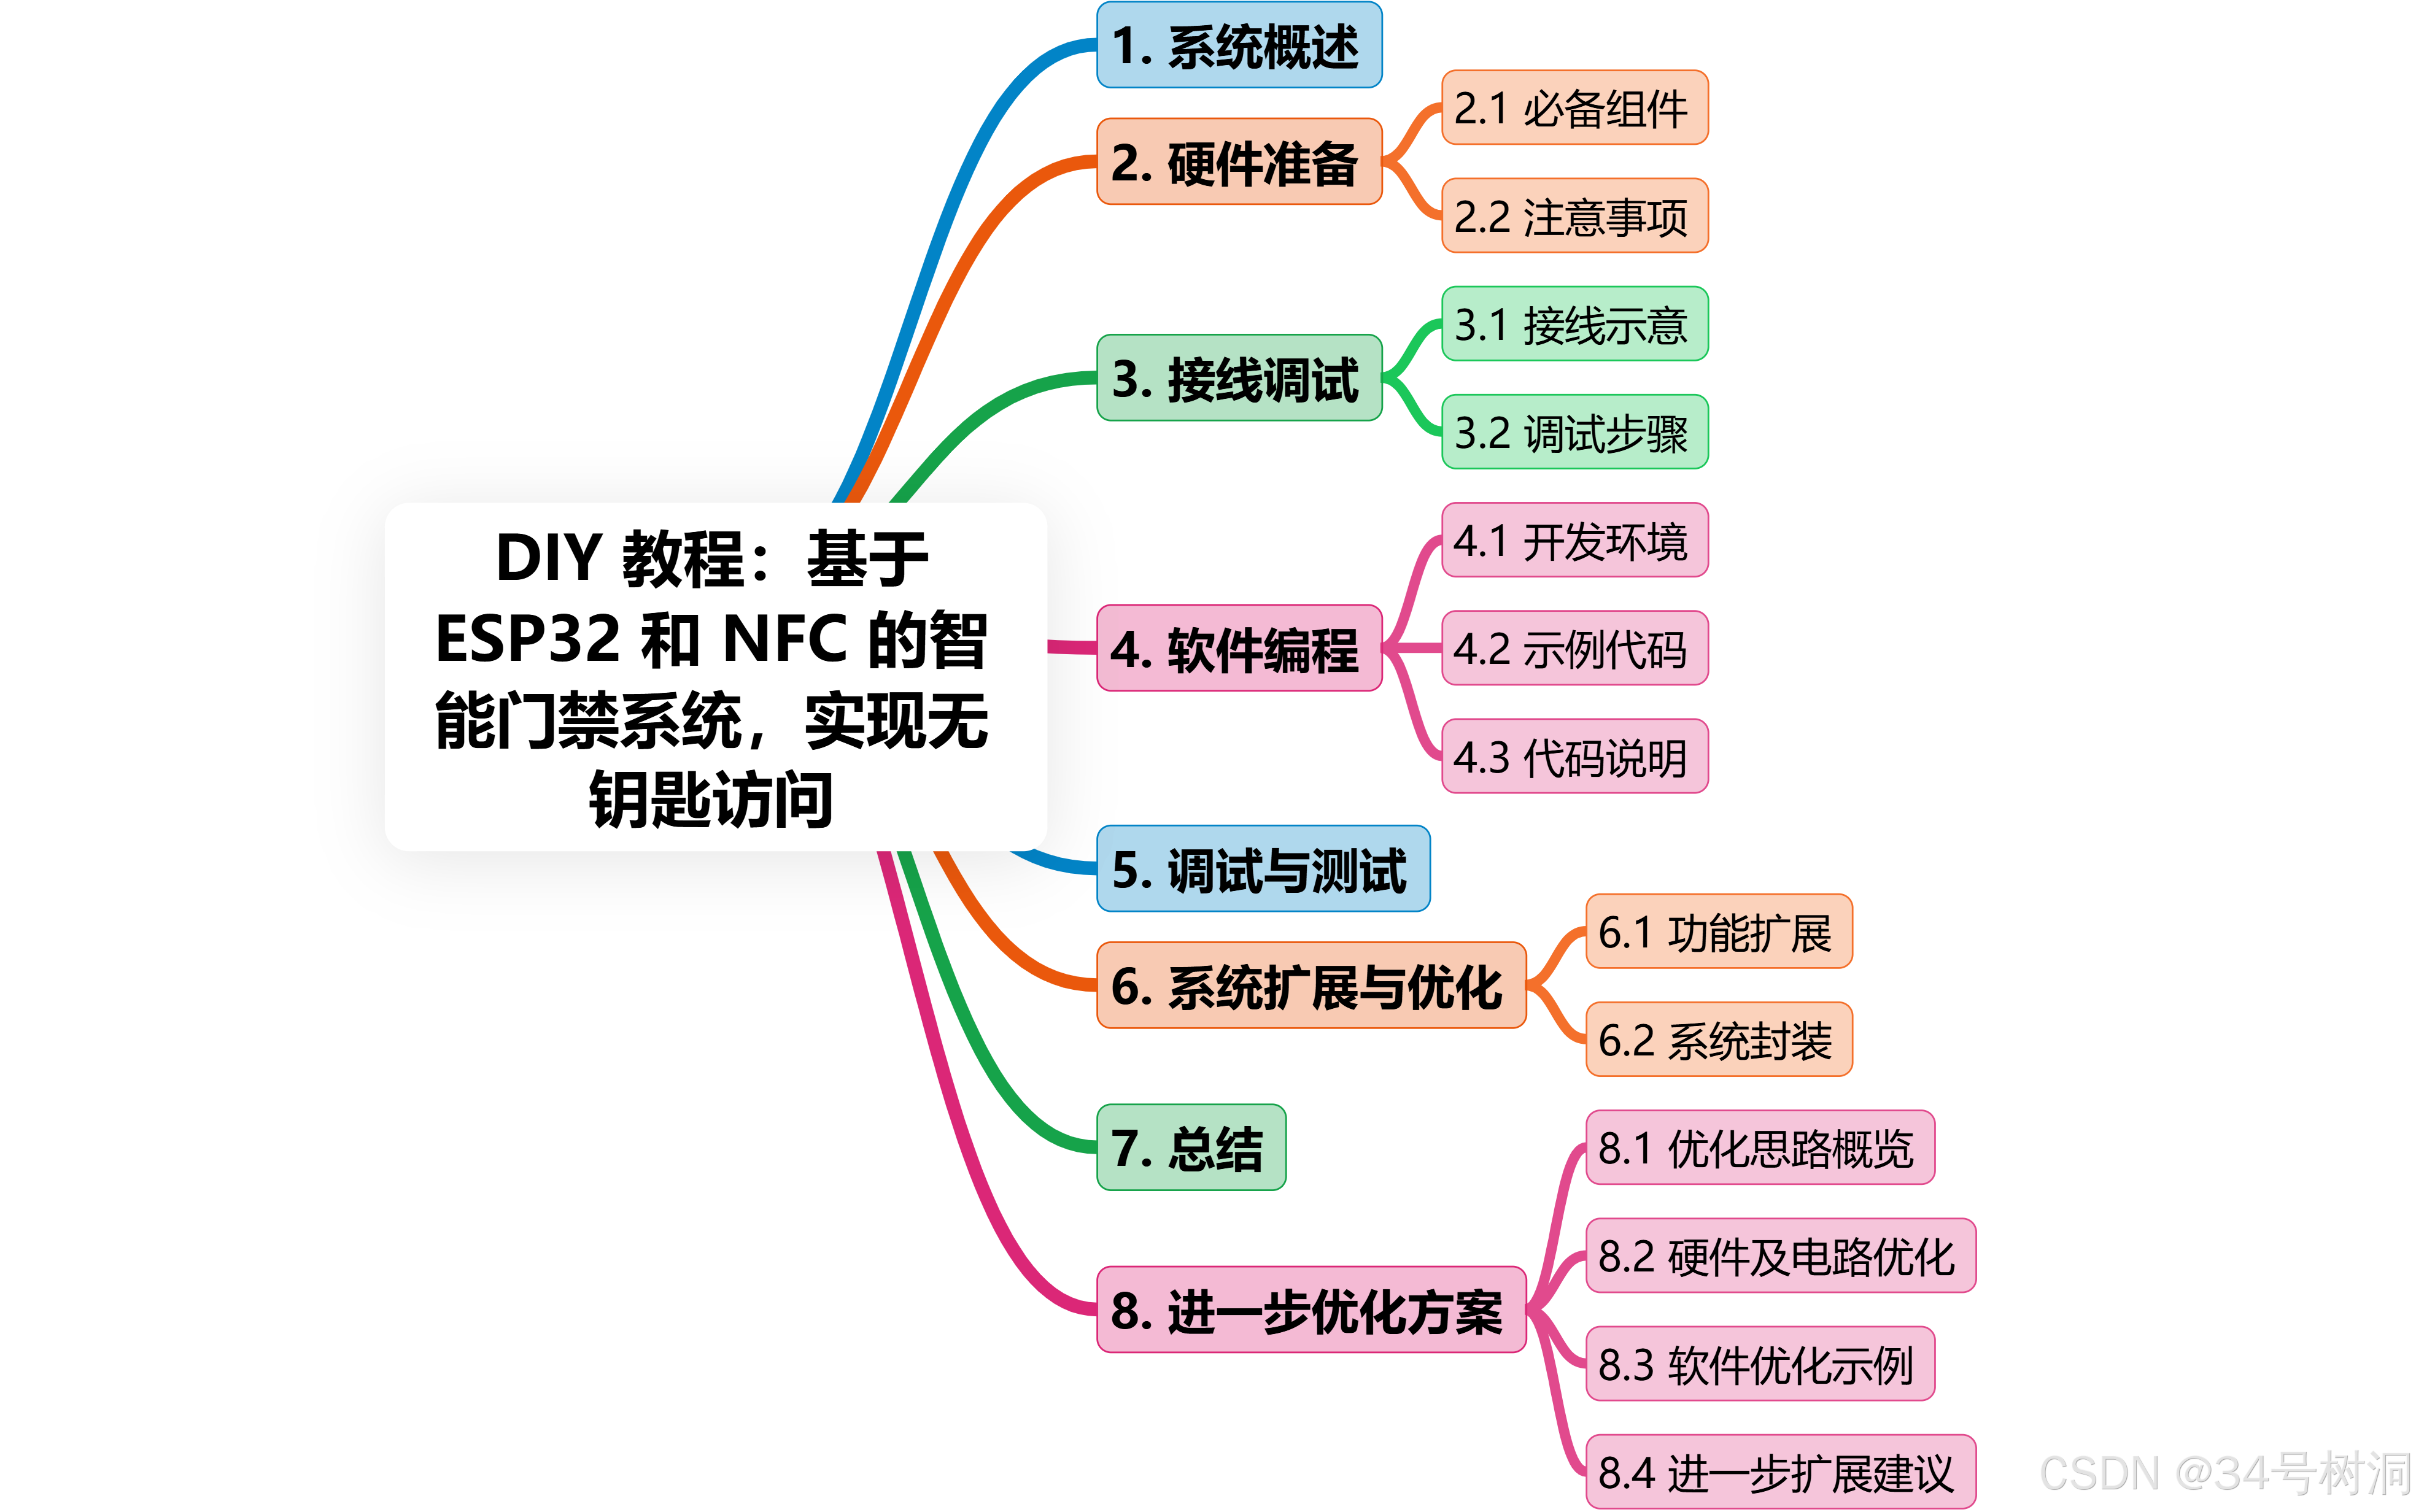 DIY 教程：基于
ESP32 和 NFC 的智
能门禁系统，实现无
钥匙访问
1. 系统概述
2. 硬件准备
2.1 必备组件
2.2 注意事项
3. 接线调试
3.1 接线示意
3.2 调试步骤
4. 软件编程
4.1 开发环境
4.2 示例代码
4.3 代码说明
5. 调试与测试
6. 系统扩展与优化
6.1 功能扩展
6.2 系统封装
7. 总结
8. 进一步优化方案
8.1 优化思路概览
8.2 硬件及电路优化
8.3 软件优化示例
8.4 进一步扩展建议
CSDN @34号树洞